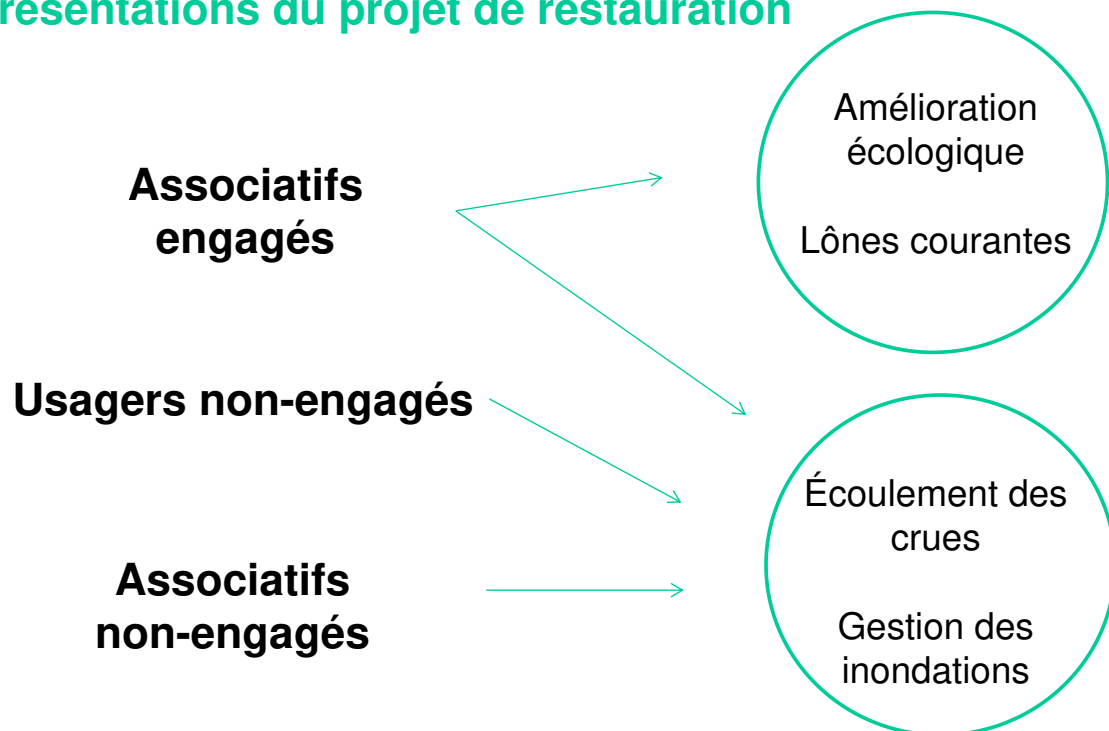 résentations du projet de restauration
Associatifs
engagés
Usagers non-engagés
Associatifs
non-engagés
Amélioration
écologique
Lônes courantes
Écoulement des
crues
Gestion des
inondations